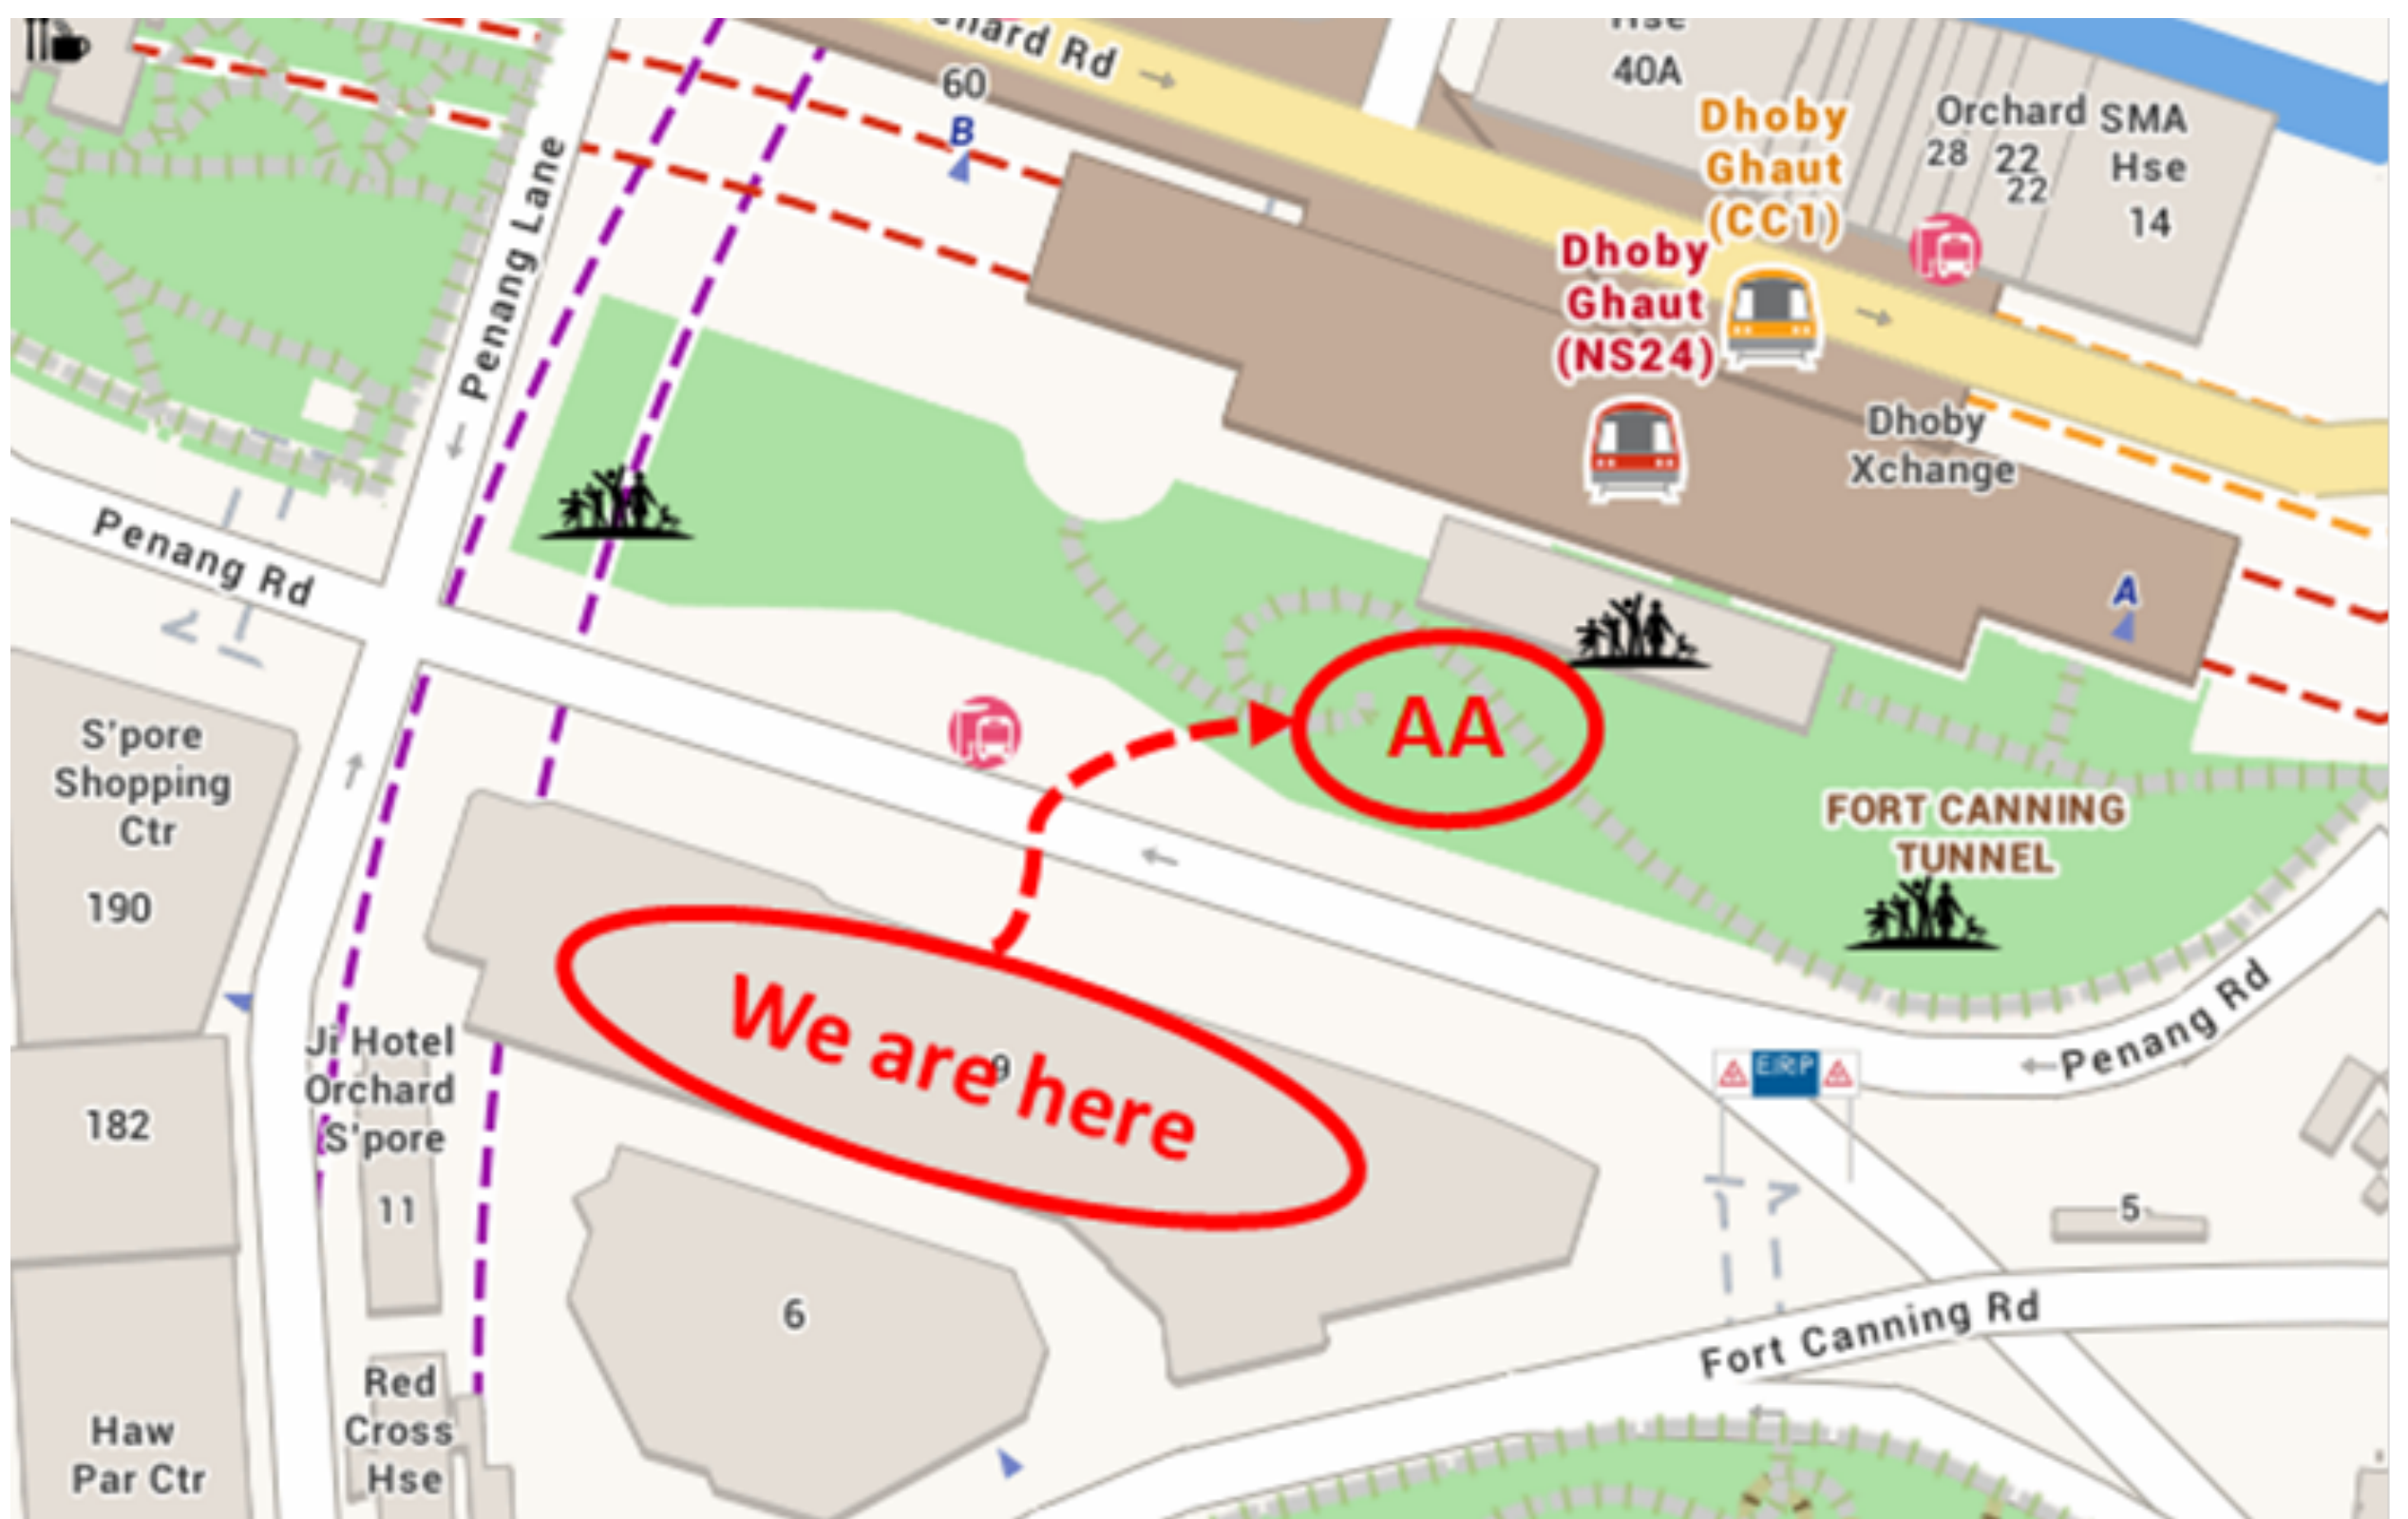 chard Rd
60
B
Hse
40A
Dhoby
Ghaut
(CC1)
Orchard
28
22
22
SMA
Hse
14
Penang Lane
Dhoby
Ghaut
(NS24)
Dhoby
Xchange
A
Penang Rd
AA
S'pore
Shopping
Ctr
190
FORT CANNING
TUNNEL
We are here
9
Penang Rd
ERP
Ji Hotel
Orchard
S'pore
11
182
5
6
Fort Canning Rd
Red
Cross
Hse
Haw
Par Ctr